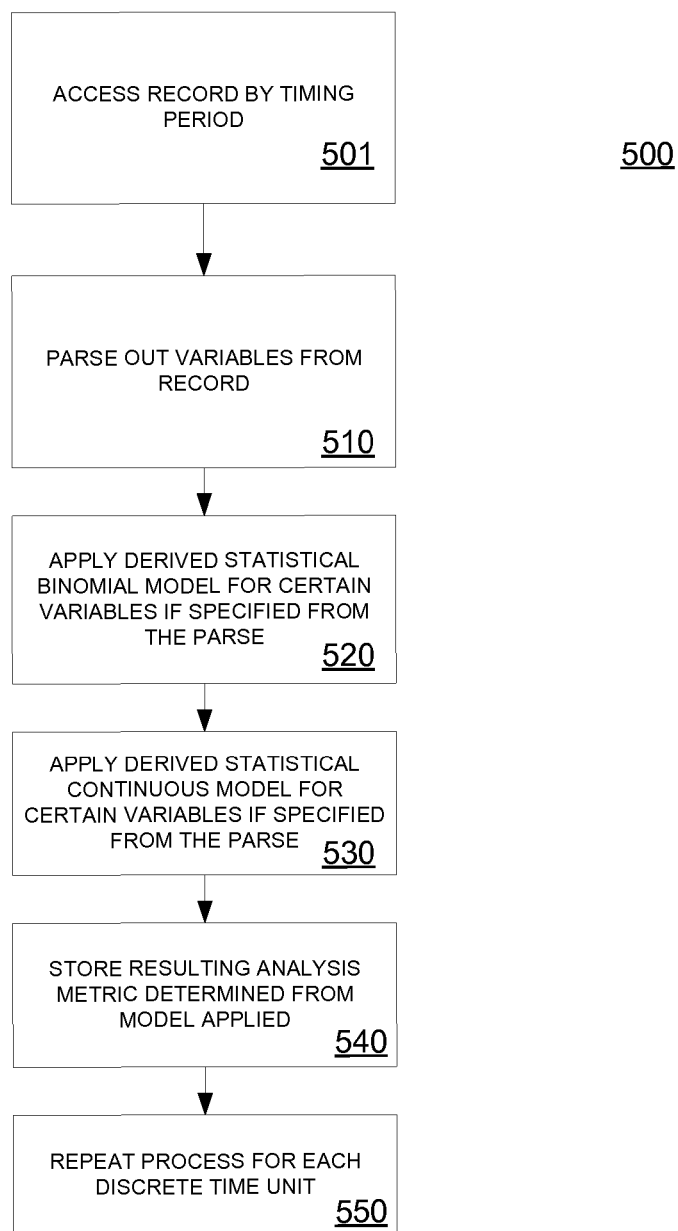 ACCESS RECORD BY TIMING
PERIOD
501
500
PARSE OUT VARIABLES FROM
RECORD
510
APPLY DERIVED STATISTICAL
BINOMIAL MODEL FOR CERTAIN
VARIABLES IF SPECIFIED FROM
THE PARSE
520
APPLY DERIVED STATISTICAL
CONTINUOUS MODEL FOR
CERTAIN VARIABLES IF SPECIFIED
FROM THE PARSE
530
STORE RESULTING ANALYSIS
METRIC DETERMINED FROM
MODEL APPLIED
540
REPEAT PROCESS FOR EACH
DISCRETE TIME UNIT
550